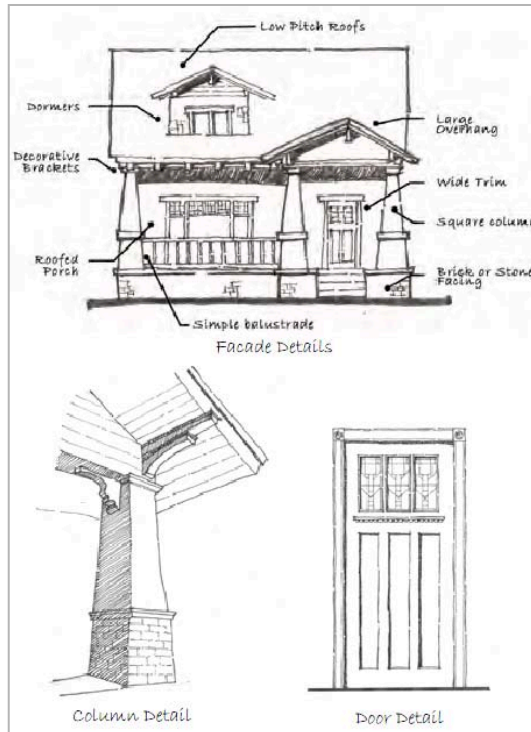 Low Pitch Roofs
Dormers
Large
Overhang
Decorative
Brackets
Wide Trim
Square column
Roofed
Porch
Brick or Stone
Facing
Simple balustrade
Facade Details
Column Detail
Door Detail